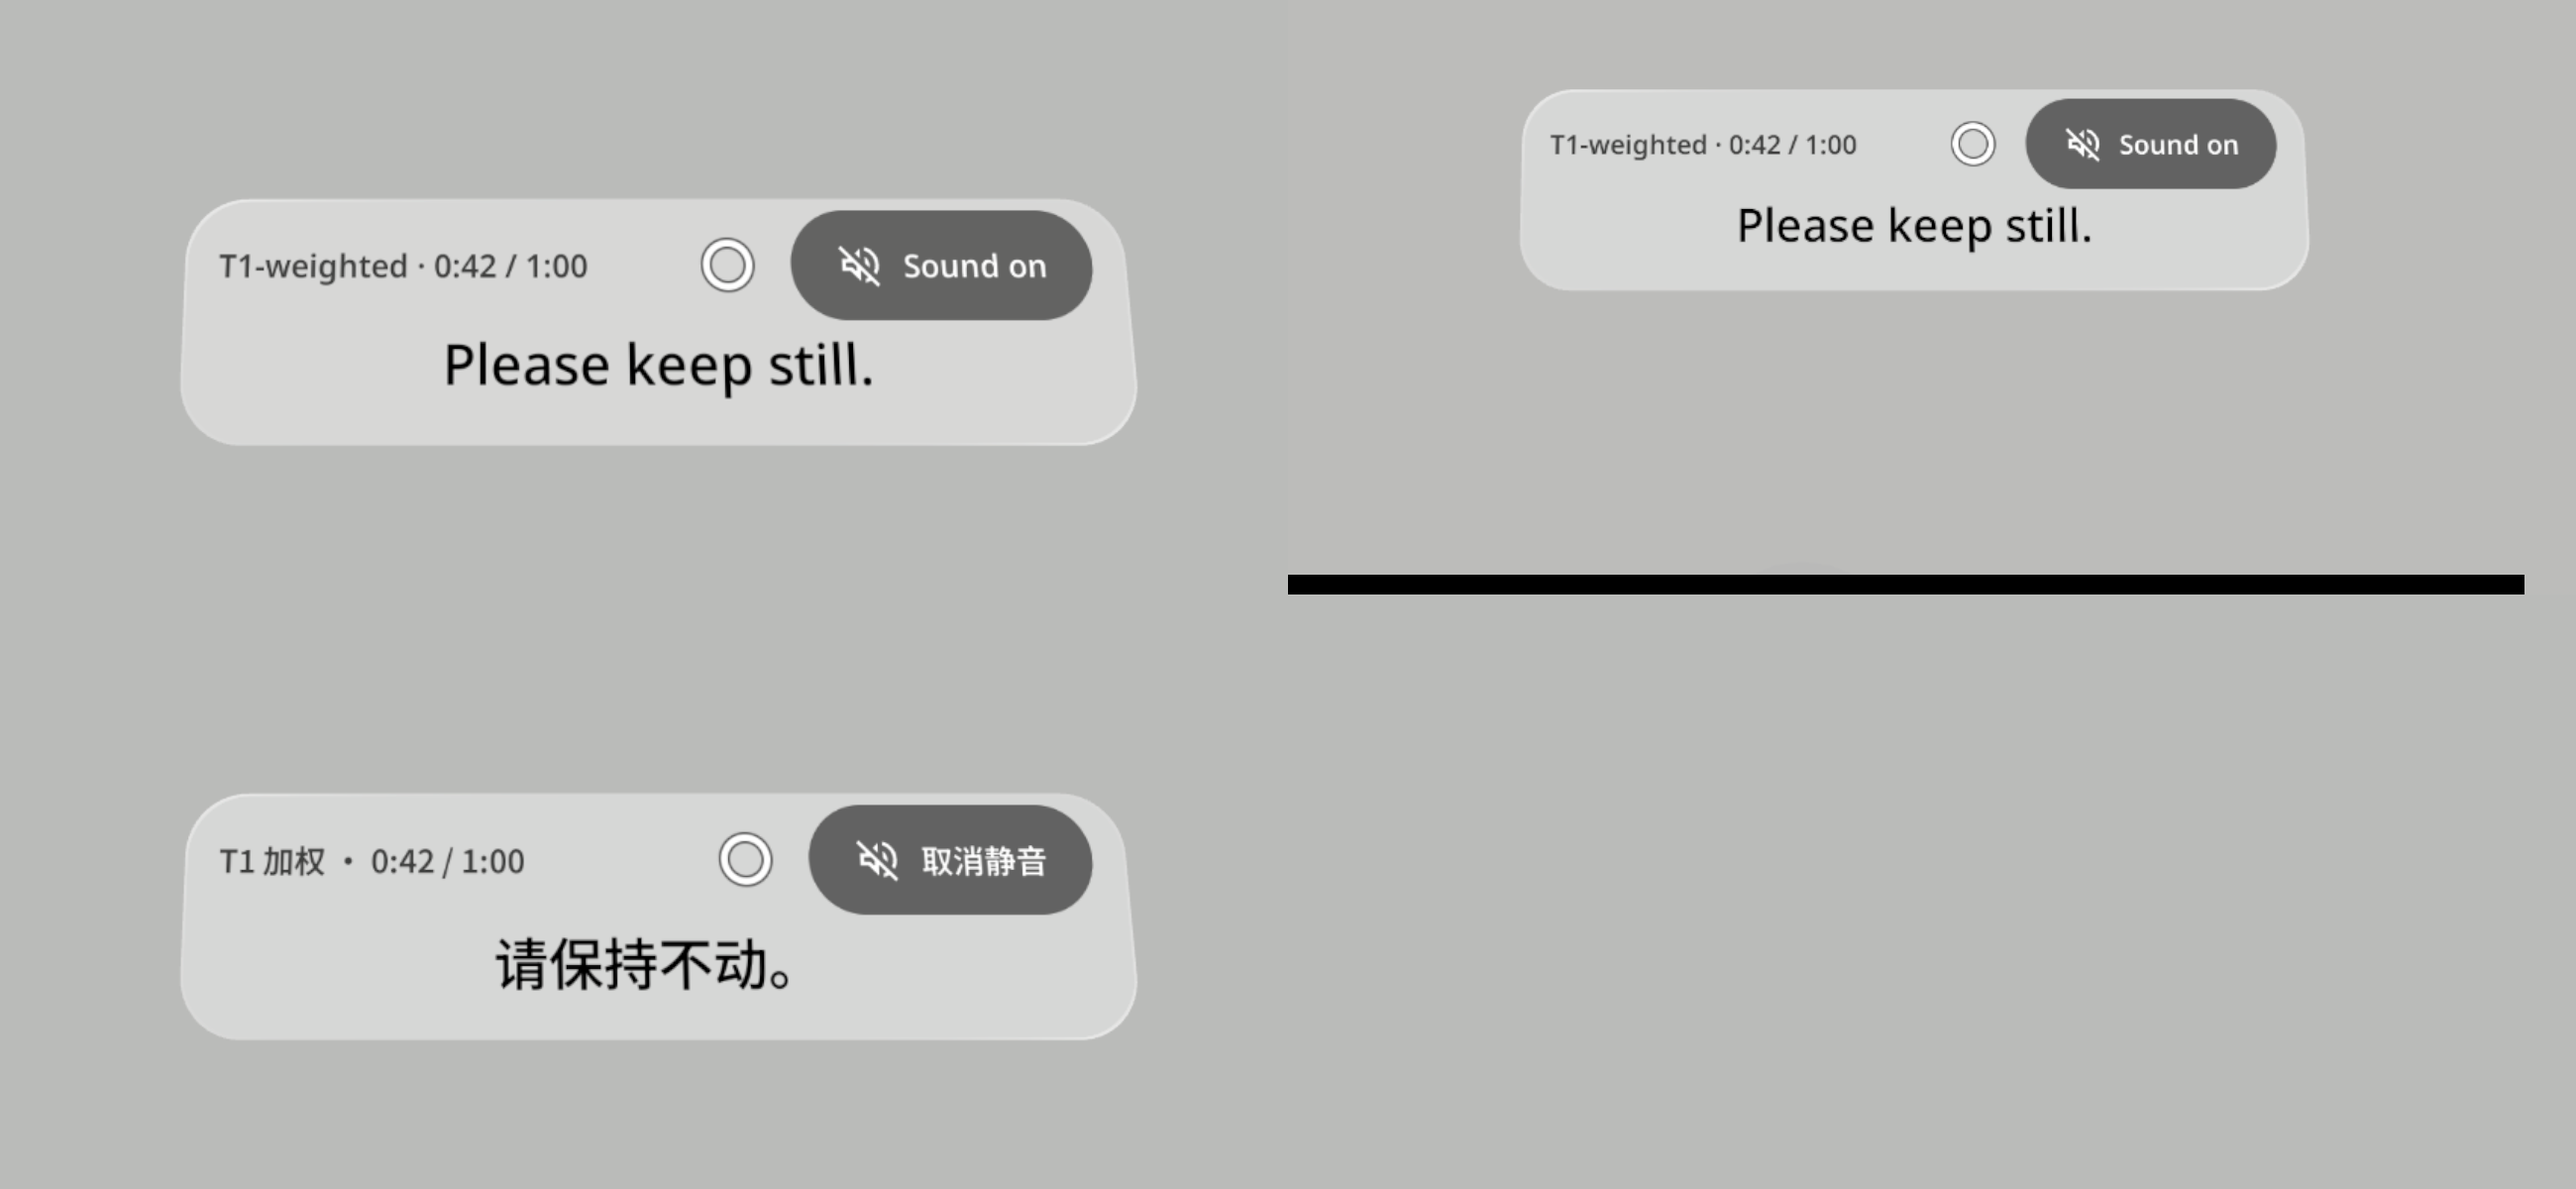 T1-weighted · 0:42 / 1:00
Sound on
Please keep still.
T1-weighted · 0:42 / 1:00
Sound on
Please keep still.
T1 加权 · 0:42 / 1:00
取消静音
请保持不动。